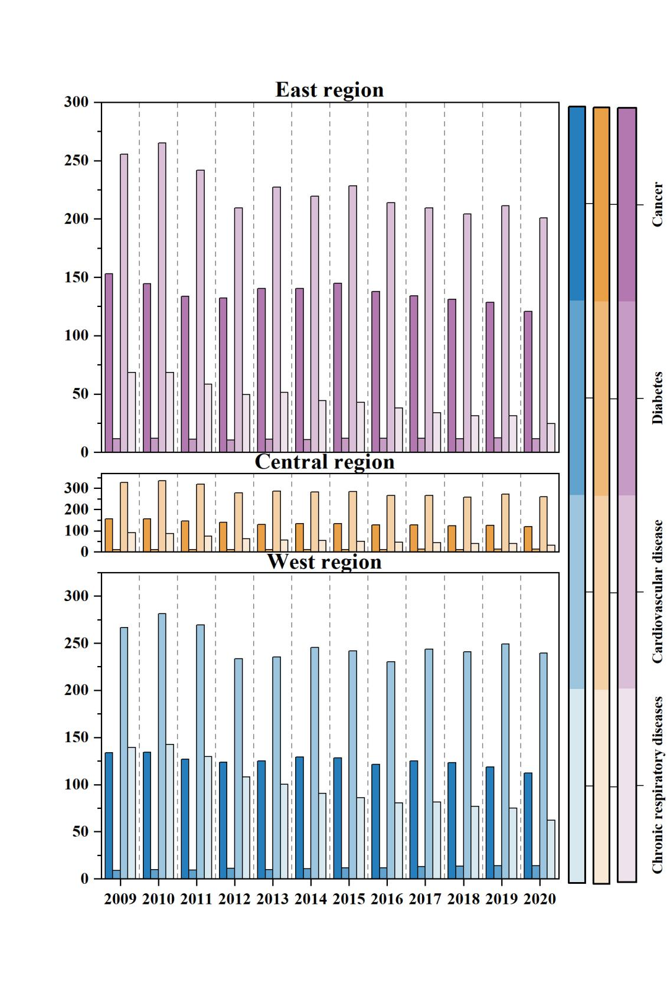 East region
300
250
200
150
100
50
0
Central region
300
200
100
0
West region
300
250
200
150
100
50
0
2009 2010 2011 2012 2013 2014 2015 2016 2017 2018 2019 2020
Cancer
Diabetes
Cardiovascular disease
Chronic respiratory diseases